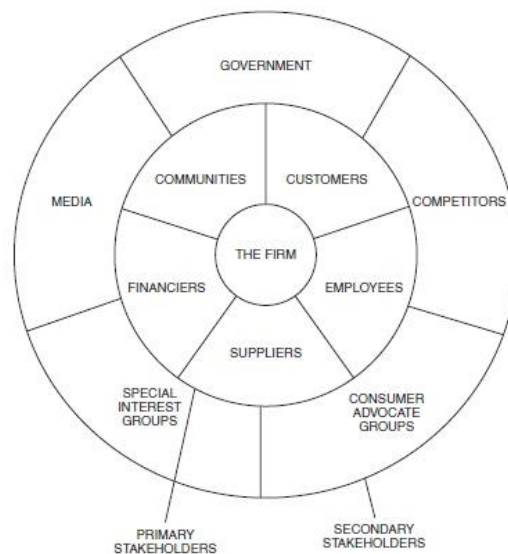 GOVERNMENT
COMMUNITIES
CUSTOMERS
MEDIA
COMPETITORS
THE FIRM
FINANCIERS
EMPLOYEES
SUPPLIERS
SPECIAL
INTEREST
GROUPS
CONSUMER
ADVOCATE
GROUPS
PRIMARY
STAKEHOLDERS
SECONDARY
STAKEHOLDERS